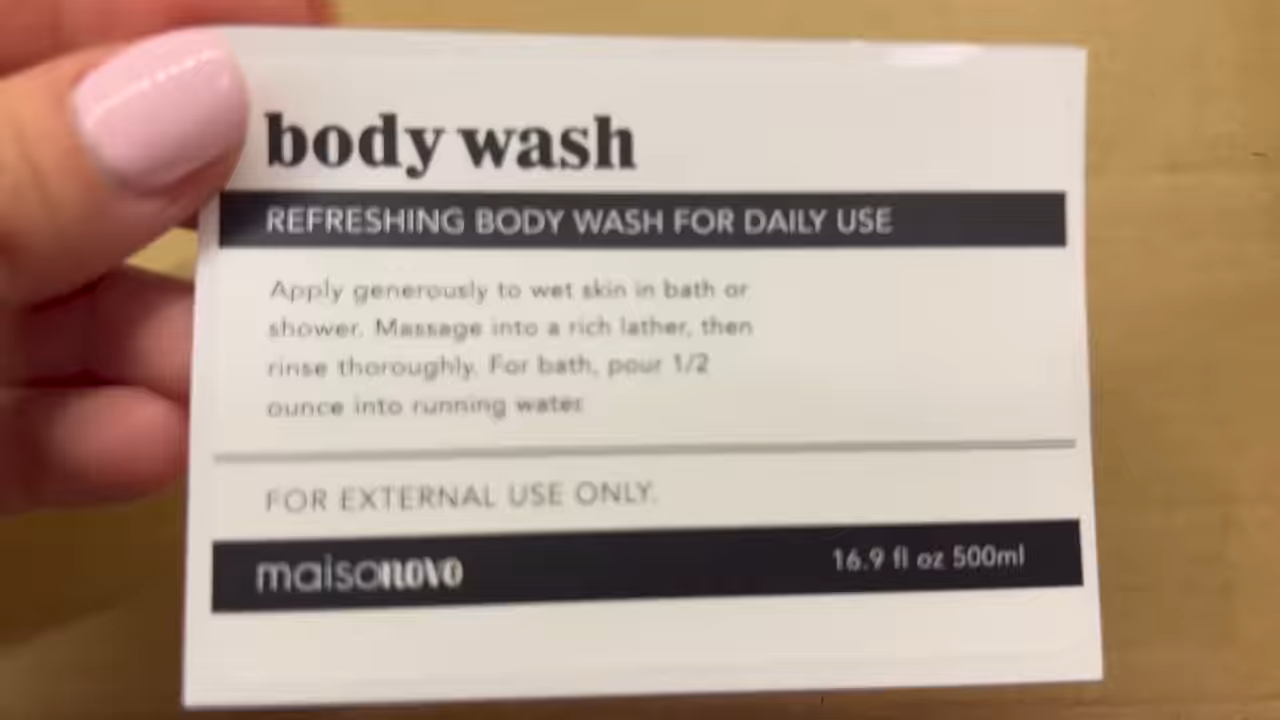 body wash
REFRESHING BODY WASH FOR DAILY USE
Apply generously to wet skin in bath or
shower. Massage into a rich lather, then
rinse thoroughly. For bath, pour 1/2
ounce into running water
FOR EXTERNAL USE ONLY.
maisonovo
16.9 fl oz 500ml